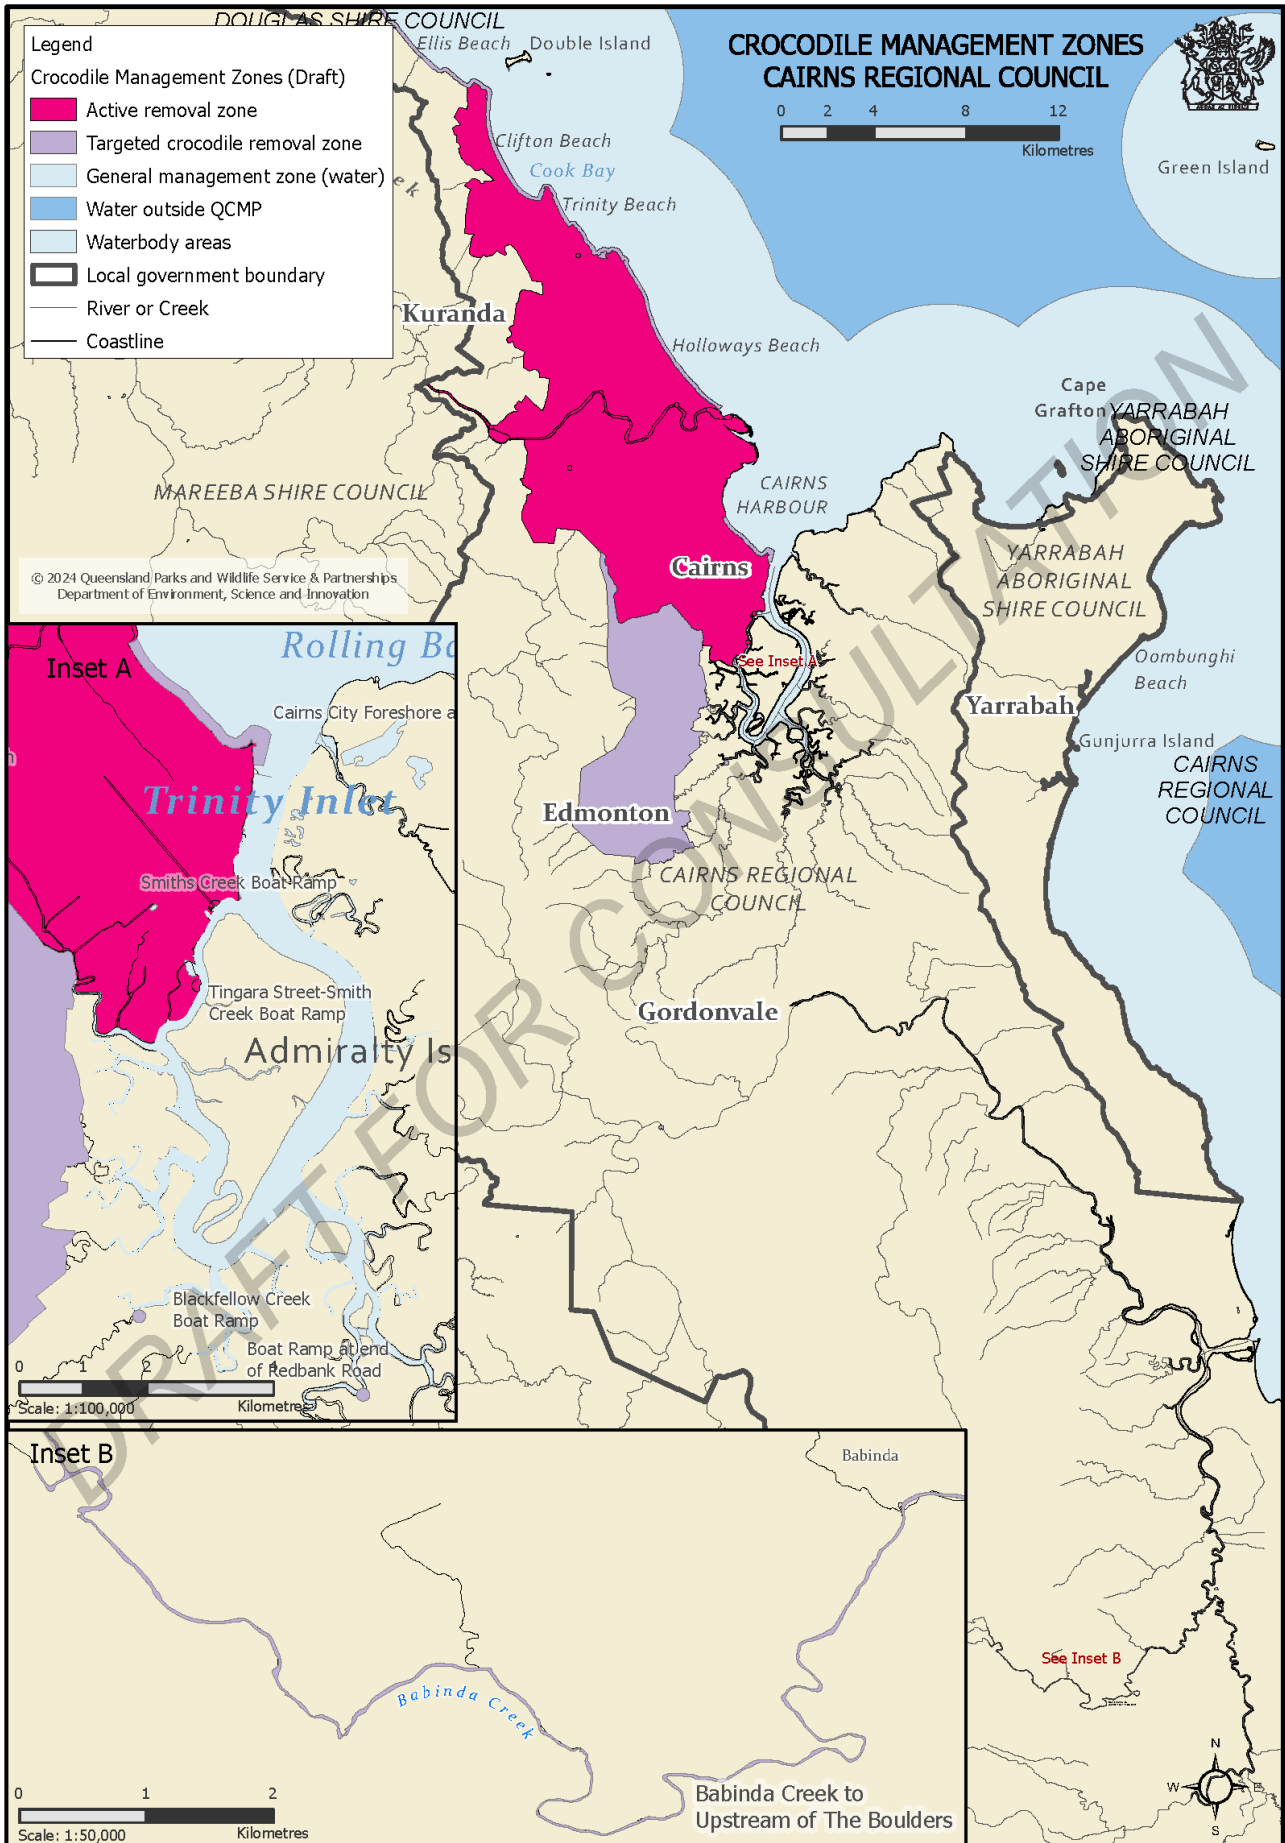 DOUGLAS SHIRE COUNCIL
Ellis Beach
Double Island
CROCODILE MANAGEMENT ZONES
CAIRNS REGIONAL COUNCIL
0 2 4 8 12
Kilometres
Green Island
Legend
Crocodile Management Zones (Draft)
Active removal zone
Targeted crocodile removal zone
General management zone (water)
Water outside QCMP
Waterbody areas
Local government boundary
River or Creek
Coastline
Clifton Beach
Cook Bay
Trinity Beach
Kuranda
Holloways Beach
Cape
Grafton
YARRABAH
ABORIGINAL
SHIRE COUNCIL
MAREEBA SHIRE COUNCIL
CAIRNS
HARBOUR
Cairns
YARRABAH
ABORIGINAL
SHIRE COUNCIL
© 2024 Queensland Parks and Wildlife Service & Partnerships
Department of Environment, Science and Innovation
See Inset A
Oombunghi
Beach
Yarrabah
Gunjurra Island
CAIRNS
REGIONAL
COUNCIL
Edmonton
CAIRNS REGIONAL
COUNCIL
Gordonvale
DRAFT FOR CONSULTATION
Inset A
Rolling Ba
Cairns City Foreshore a
Trinity Inlet
Smiths Creek Boat Ramp
Tingara Street-Smith
Creek Boat Ramp
Admiralty Is
Blackfellow Creek
Boat Ramp
Boat Ramp at end
of Redbank Road
0 1 2 4
Scale: 1:100,000
Kilometres
Inset B
Babinda
Babinda Creek
Babinda Creek to
Upstream of The Boulders
0 1 2
Scale: 1:50,000
Kilometres
See Inset B
N
W E
S